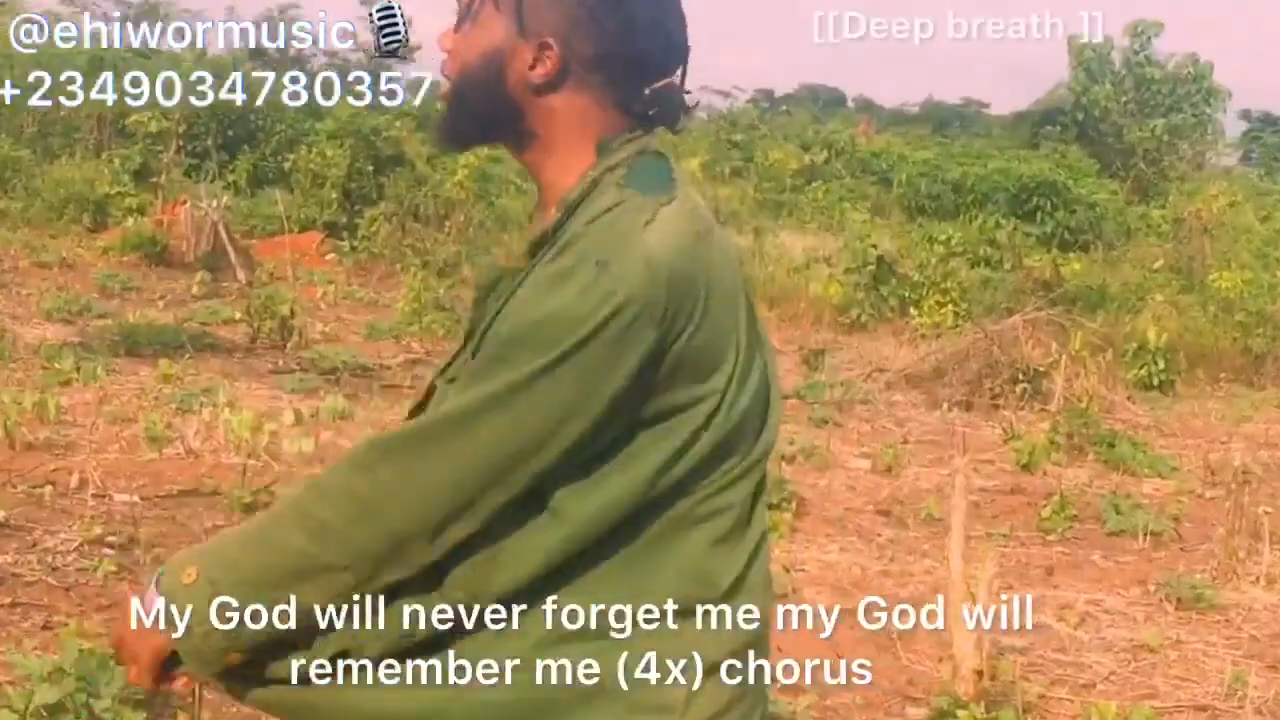 @ehiwormusic🎙
+2349034780357
[[Deep breath ]]
My God will never forget me my God will
remember me (4x) chorus